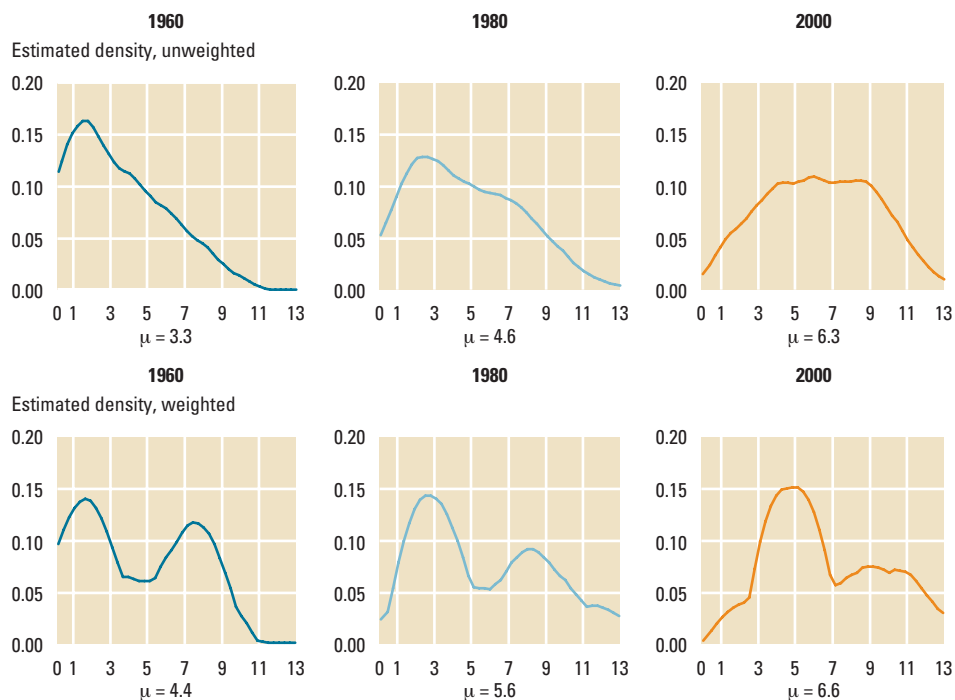 1960 1980 2000
Estimated density, unweighted
0.20 0.20 0.20
0.15 0.15 0.15
0.10 0.10 0.10
0.05 0.05 0.05
0.00 0.00 0.00
0 1 3 5 7 9 11 13 0 1 3 5 7 9 11 13 0 1 3 5 7 9 11 13
μ = 3.3 μ = 4.6 μ = 6.3
1960 1980 2000
Estimated density, weighted
0.20 0.20 0.20
0.15 0.15 0.15
0.10 0.10 0.10
0.05 0.05 0.05
0.00 0.00 0.00
0 1 3 5 7 9 11 13 0 1 3 5 7 9 11 13 0 1 3 5 7 9 11 13
μ = 4.4 μ = 5.6 μ = 6.6